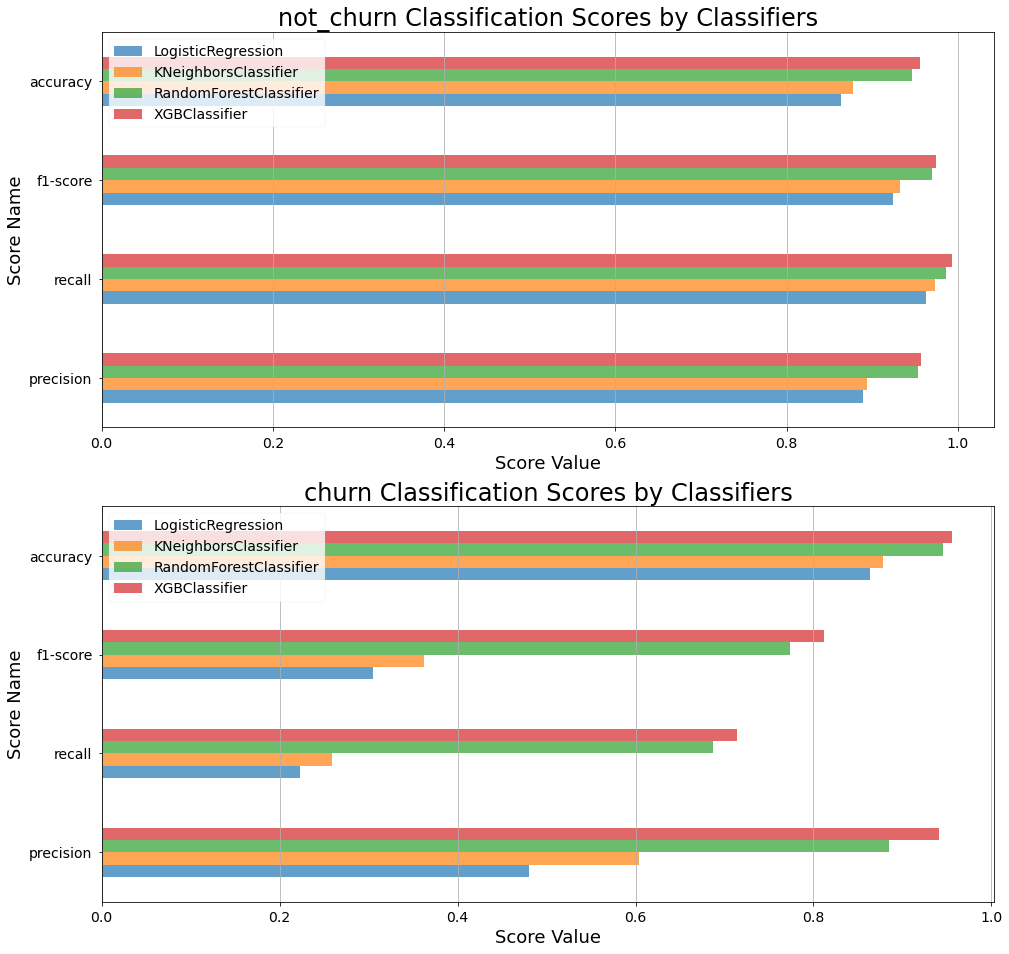 not_churn Classification Scores by Classifiers
LogisticRegression
KNeighborsClassifier
RandomForestClassifier
XGBClassifier
accuracy
f1-score
recall
precision
Score Name
0.0 0.2 0.4 0.6 0.8 1.0
Score Value
churn Classification Scores by Classifiers
LogisticRegression
KNeighborsClassifier
RandomForestClassifier
XGBClassifier
accuracy
f1-score
recall
precision
Score Name
0.0 0.2 0.4 0.6 0.8 1.0
Score Value